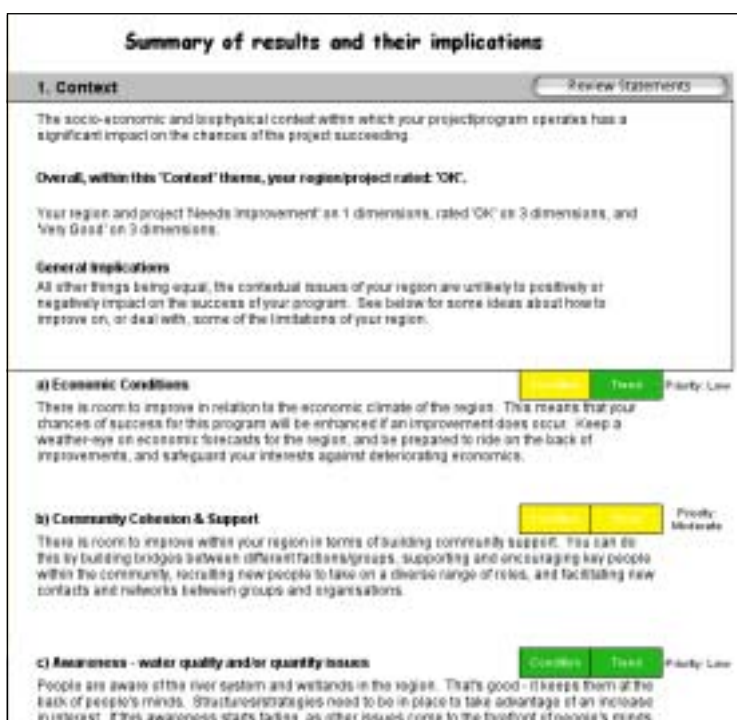 Summary of results and their implications
1. Context
Review Statements
The socio-economic and biophysical context within which your project/program operates has a
significant impact on the chances of the project succeeding.
Overall, within this 'Context' theme, your region/project rated: 'OK'.
Your region and project 'Needs Improvement' on 1 dimensions, rated 'OK' on 3 dimensions, and
'Very Good' on 3 dimensions.
General Implications
All other things being equal, the contextual issues of your region are unlikely to positively or
negatively impact on the success of your program. See below for some ideas about how to
improve on, or deal with, some of the limitations of your region.
a) Economic Conditions
Condition Trend Priority: Low
There is room to improve in relation to the economic climate of the region. This means that your
chances of success for this program will be enhanced if an improvement does occur. Keep a
weather-eye on economic forecasts for the region, and be prepared to ride on the back of
improvements, and safeguard your interests against deteriorating economics.
b) Community Cohesion & Support
Priority:
Moderate
There is room to improve within your region in terms of building community support. You can do
this by building bridges between different factions/groups, supporting and encouraging key people
within the community, recruiting new people to take on a diverse range of roles, and facilitating new
contacts and networks between groups and organisations.
c) Awareness - water quality and/or quantity issues
Condition Trend Priority: Low
People are aware of the river system and wetlands in the region. That's good - it keeps them at the
back of people's minds. Structures/strategies need to be in place to take advantage of an increase
in interest. If this awareness starts fading, as other issues come to the forefront of people's minds